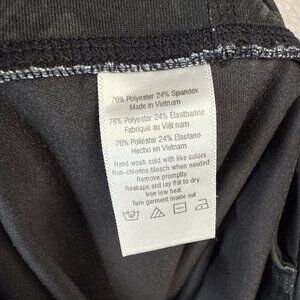 76% Polyester 24% Spandex
Made in Vietnam
76% Polyester 24% Elasthanne
Fabrique au Viêt nam
76% Poliéster 24% Elastano
Hecho en Vietnam
Hand wash cold with like colors
Non-chlorine bleach when needed
Remove promptly
Reshape and lay flat to dry
Iron low heat
Turn garment inside out